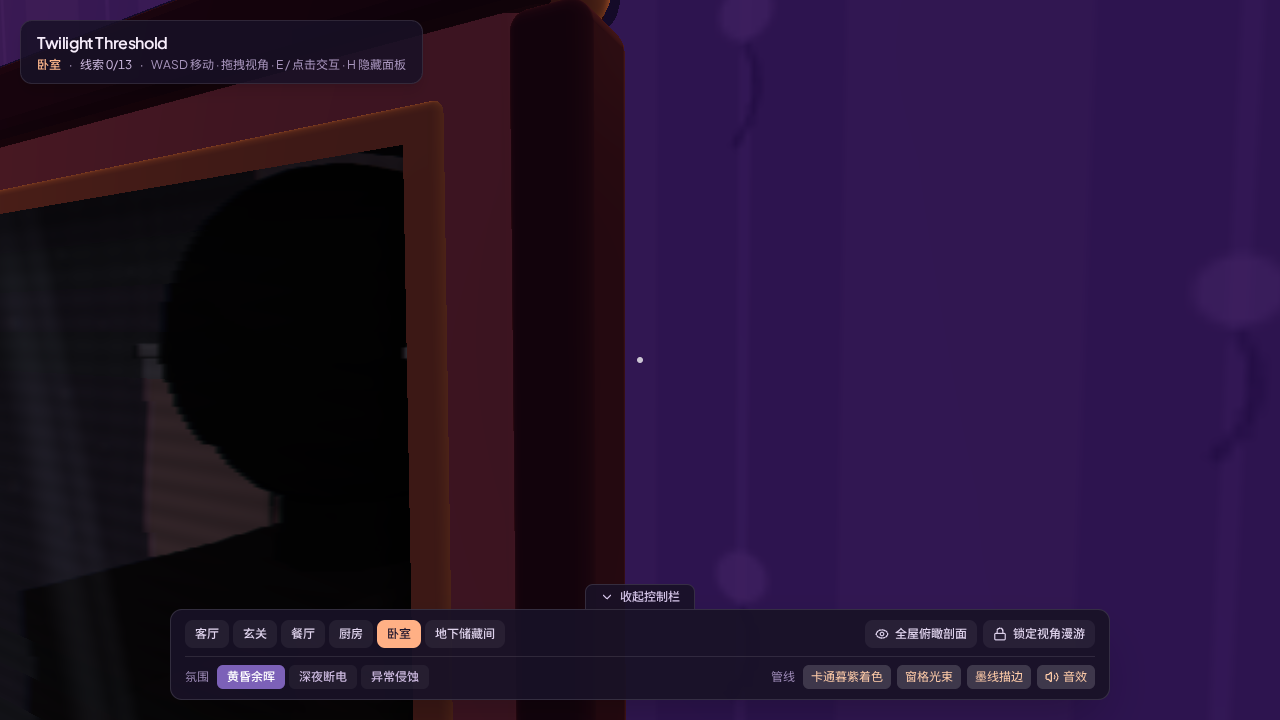 Twilight Threshold
卧室 · 线索 0/13 · WASD 移动 · 拖拽视角 · E / 点击交互 · H 隐藏面板
收起控制栏
客厅 玄关 餐厅 厨房 卧室 地下储藏间 全屋俯瞰剖面 锁定视角漫游
氛围 黄昏余晖 深夜断电 异常侵蚀 管线 卡通暮紫着色 窗格光束 墨线描边 音效